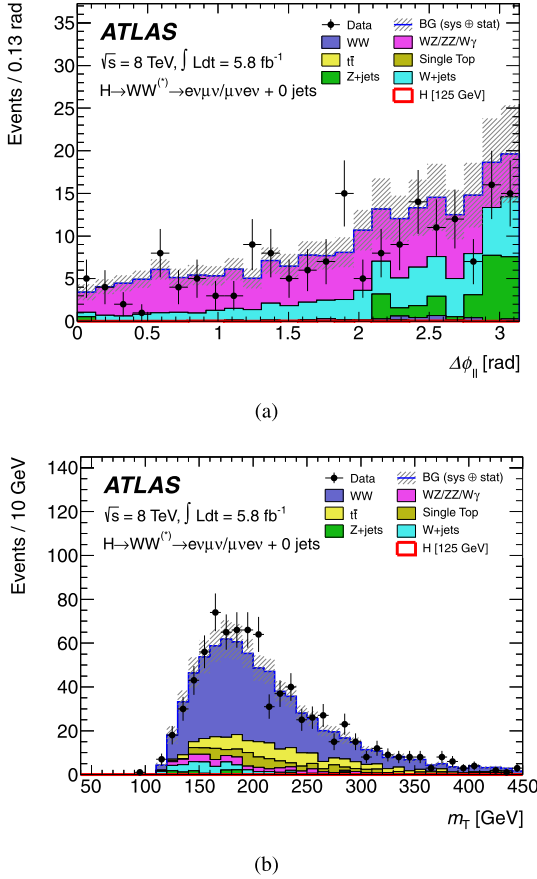 Events / 0.13 rad
ATLAS
√s = 8 TeV, ∫ Ldt = 5.8 fb⁻¹
H→WW⁽*⁾→eνμν/μνeν + 0 jets
Data
BG (sys ⊕ stat)
WW
WZ/ZZ/Wγ
tt̄
Single Top
Z+jets
W+jets
H [125 GeV]
35
30
25
20
15
10
5
0
0 0.5 1 1.5 2 2.5 3
Δϕ_ll [rad]
(a)
Events / 10 GeV
ATLAS
√s = 8 TeV, ∫ Ldt = 5.8 fb⁻¹
H→WW⁽*⁾→eνμν/μνeν + 0 jets
Data
BG (sys ⊕ stat)
WW
WZ/ZZ/Wγ
tt̄
Single Top
Z+jets
W+jets
H [125 GeV]
140
120
100
80
60
40
20
0
50 100 150 200 250 300 350 400 450
m_T [GeV]
(b)